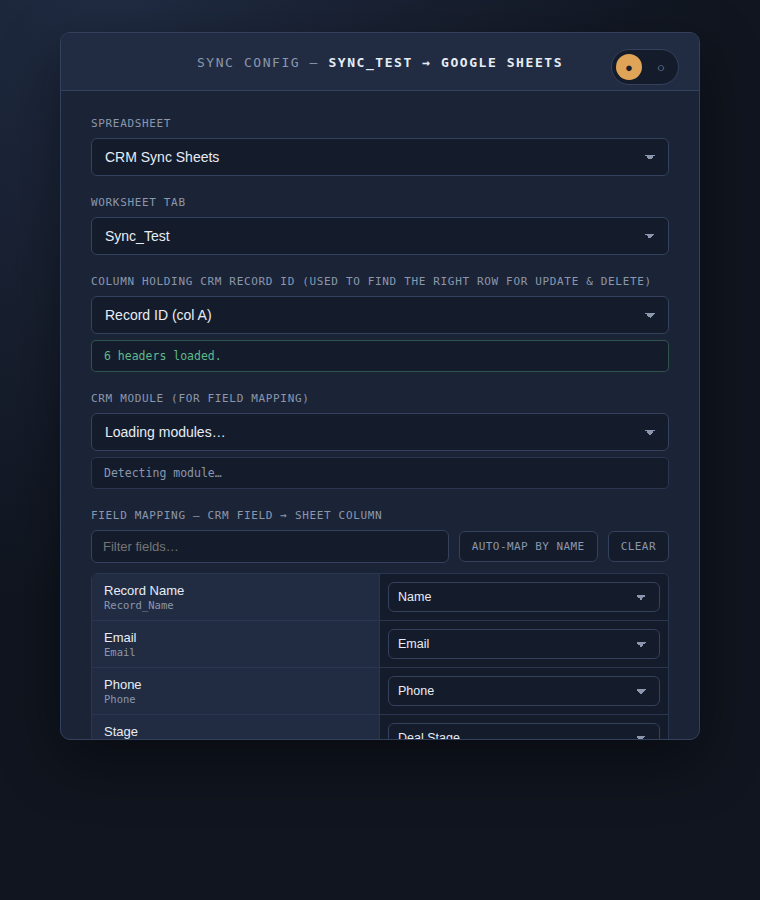 SYNC CONFIG — SYNC_TEST → GOOGLE SHEETS
SPREADSHEET
CRM Sync Sheets
WORKSHEET TAB
Sync_Test
COLUMN HOLDING CRM RECORD ID (USED TO FIND THE RIGHT ROW FOR UPDATE & DELETE)
Record ID (col A)
6 headers loaded.
CRM MODULE (FOR FIELD MAPPING)
Loading modules…
Detecting module…
FIELD MAPPING — CRM FIELD → SHEET COLUMN
Filter fields… AUTO-MAP BY NAME CLEAR
Record Name
Record_Name
Name
Email
Email
Email
Phone
Phone
Phone
Stage
Deal Stage